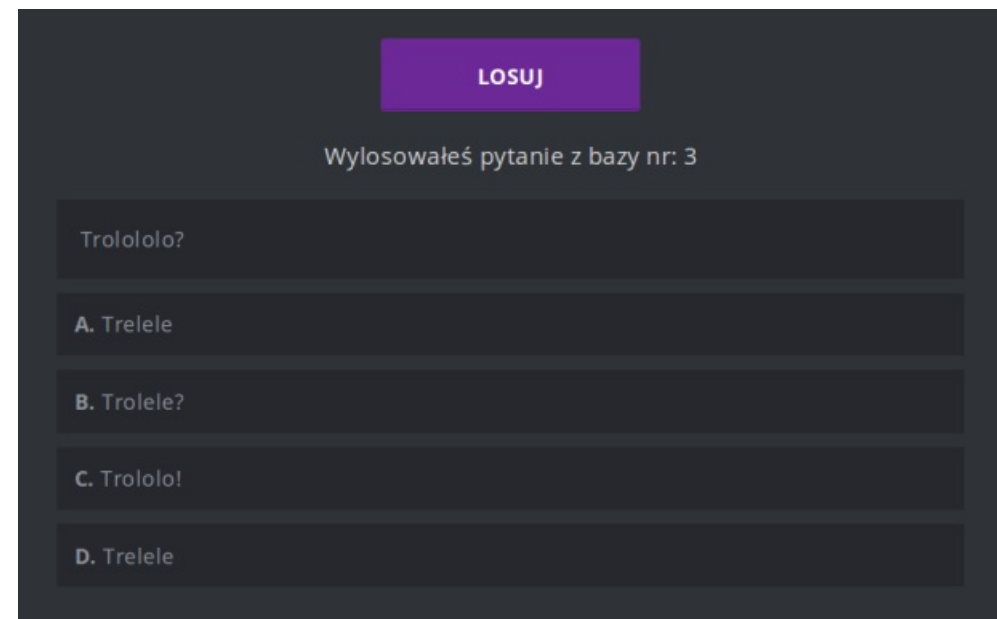 LOSUJ
Wylosowałeś pytanie z bazy nr: 3
Trolololo?
A. Trelele
B. Trolele?
C. Trololo!
D. Trelele